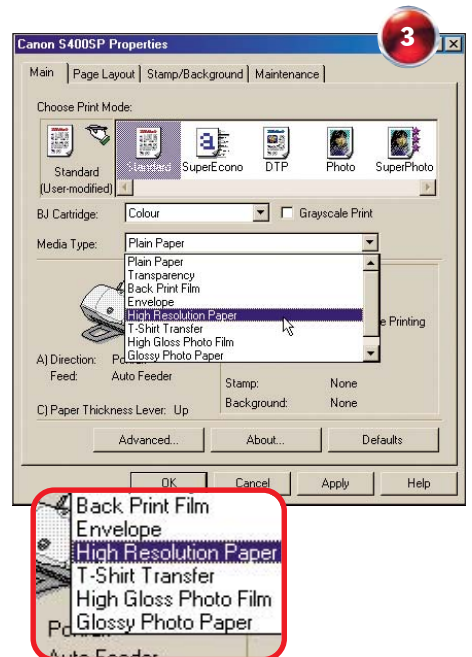 3
Canon S400SP Properties
Main Page Layout Stamp/Background Maintenance
Choose Print Mode:
Standard SuperEcono DTP Photo SuperPhoto
Standard
(User-modified)
BJ Cartridge: Colour Grayscale Print
Media Type: Plain Paper
Plain Paper
Transparency
Back Print Film
Envelope
High Resolution Paper
T-Shirt Transfer
High Gloss Photo Film
Glossy Photo Paper
e Printing
A) Direction:
Feed: Auto Feeder
Stamp: None
Background: None
C) Paper Thickness Lever: Up
Advanced... About... Defaults
OK Cancel Apply Help
Back Print Film
Envelope
High Resolution Paper
T-Shirt Transfer
High Gloss Photo Film
Glossy Photo Paper